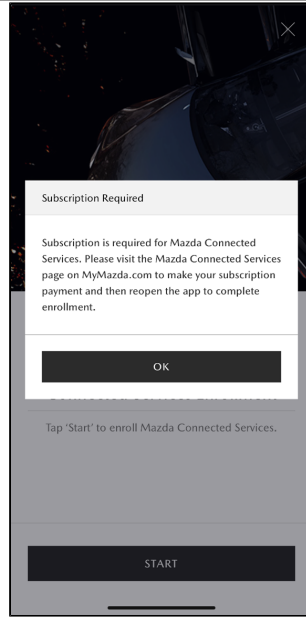 Subscription Required
Subscription is required for Mazda Connected
Services. Please visit the Mazda Connected Services
page on MyMazda.com to make your subscription
payment and then reopen the app to complete
enrollment.
OK
Tap 'Start' to enroll Mazda Connected Services.
START